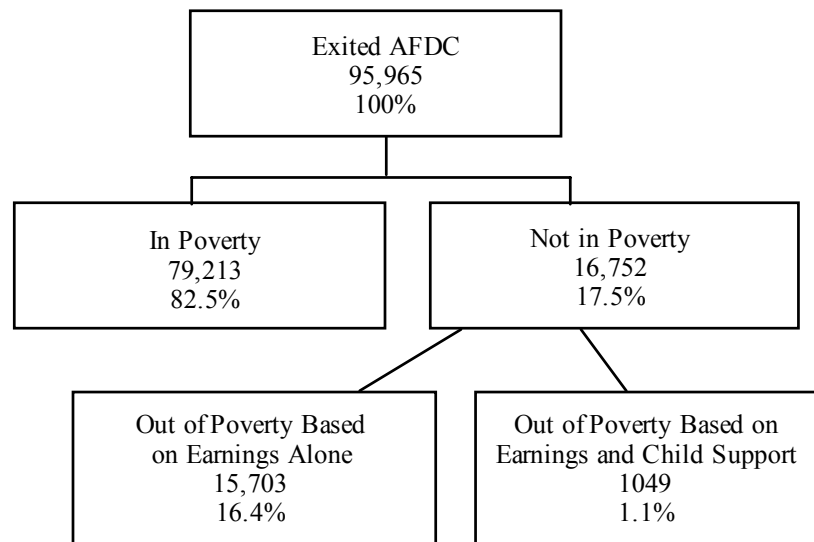 Exited AFDC
95,965
100%
In Poverty
79,213
82.5%
Not in Poverty
16,752
17.5%
Out of Poverty Based
on Earnings Alone
15,703
16.4%
Out of Poverty Based on
Earnings and Child Support
1049
1.1%